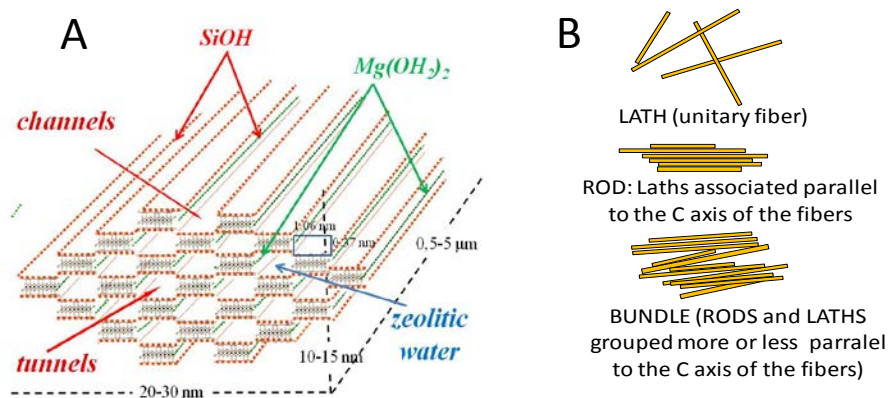 A
SiOH
Mg(OH₂)₂
channels
1.06 nm
0.37 nm
0,5-5 μm
zeolitic
water
tunnels
10-15 nm
20-30 nm
B
LATH (unitary fiber)
ROD: Laths associated parallel
to the C axis of the fibers
BUNDLE (RODS and LATHS
grouped more or less parralel
to the C axis of the fibers)